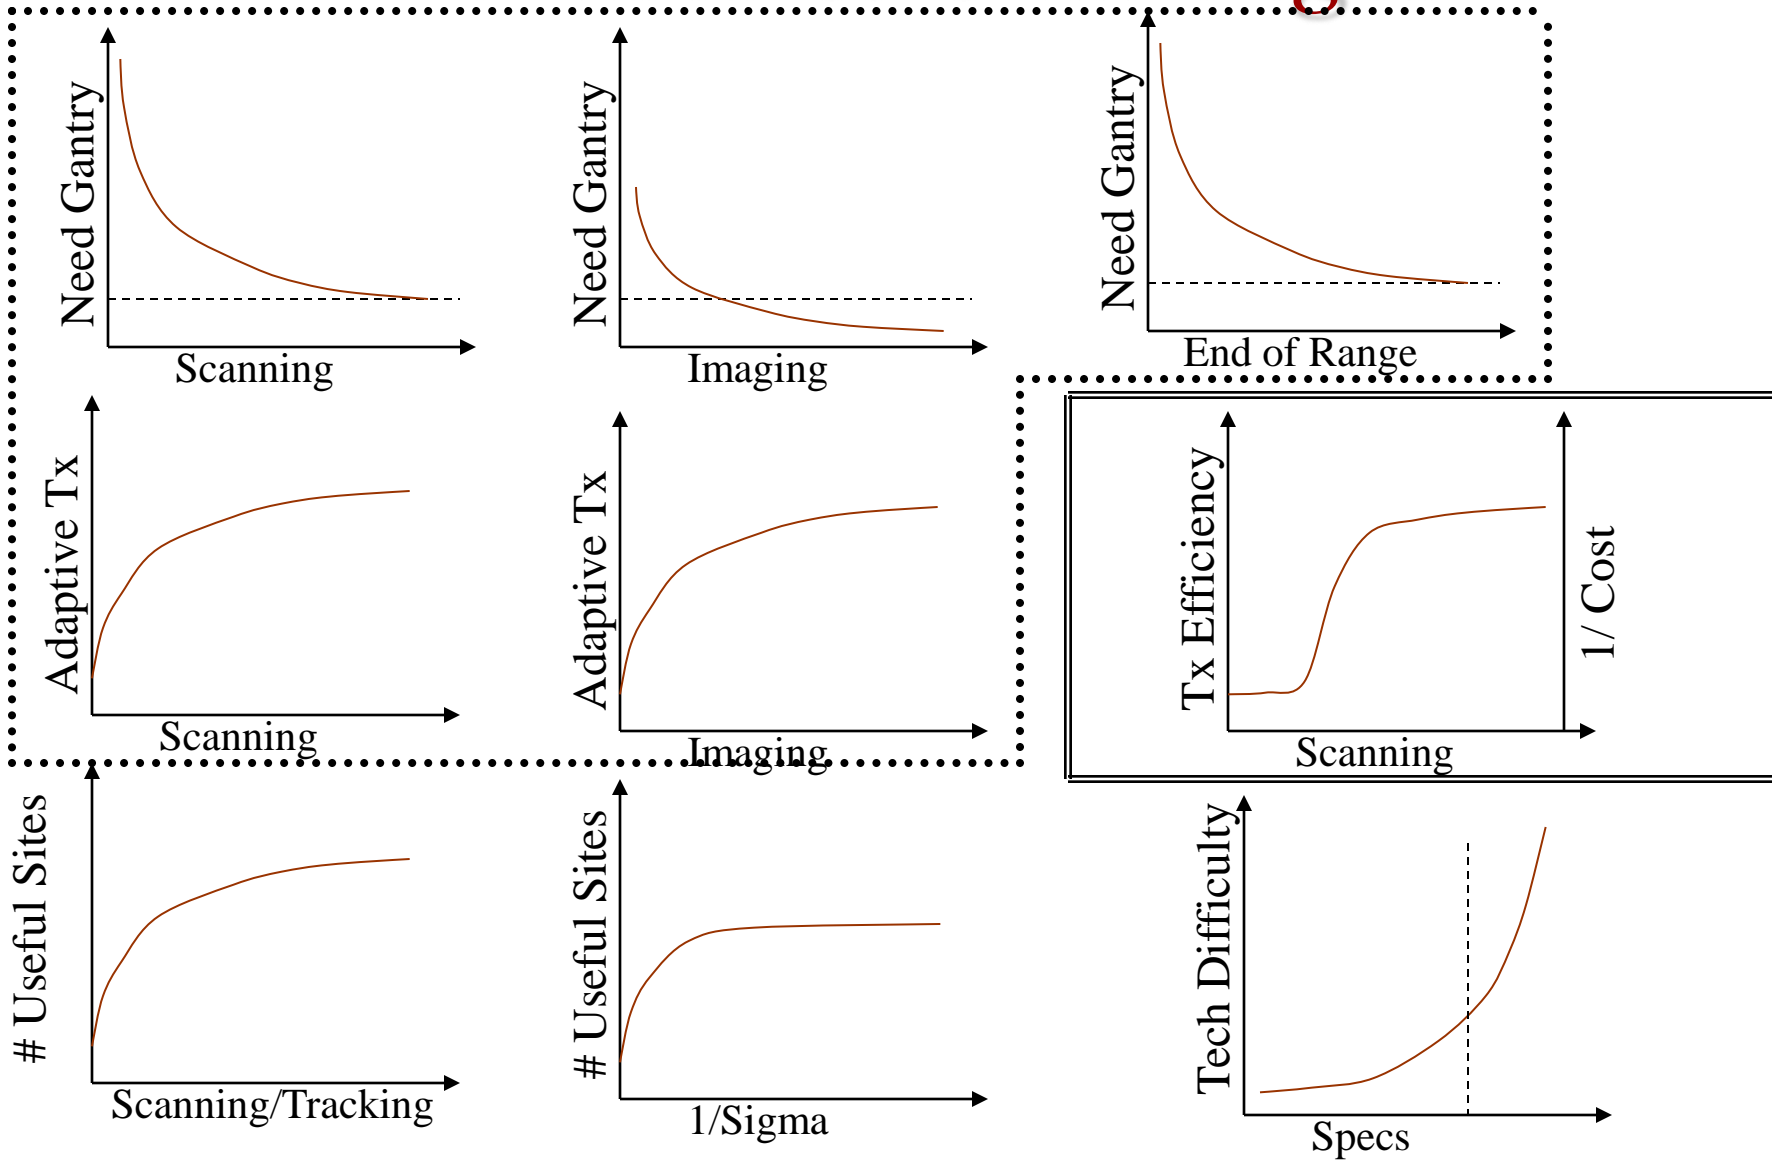 Need Gantry
Scanning
Need Gantry
Imaging
Need Gantry
End of Range
Adaptive Tx
Scanning
Adaptive Tx
Imaging
Tx Efficiency
1/ Cost
Scanning
# Useful Sites
Scanning/Tracking
# Useful Sites
1/Sigma
Tech Difficulty
Specs